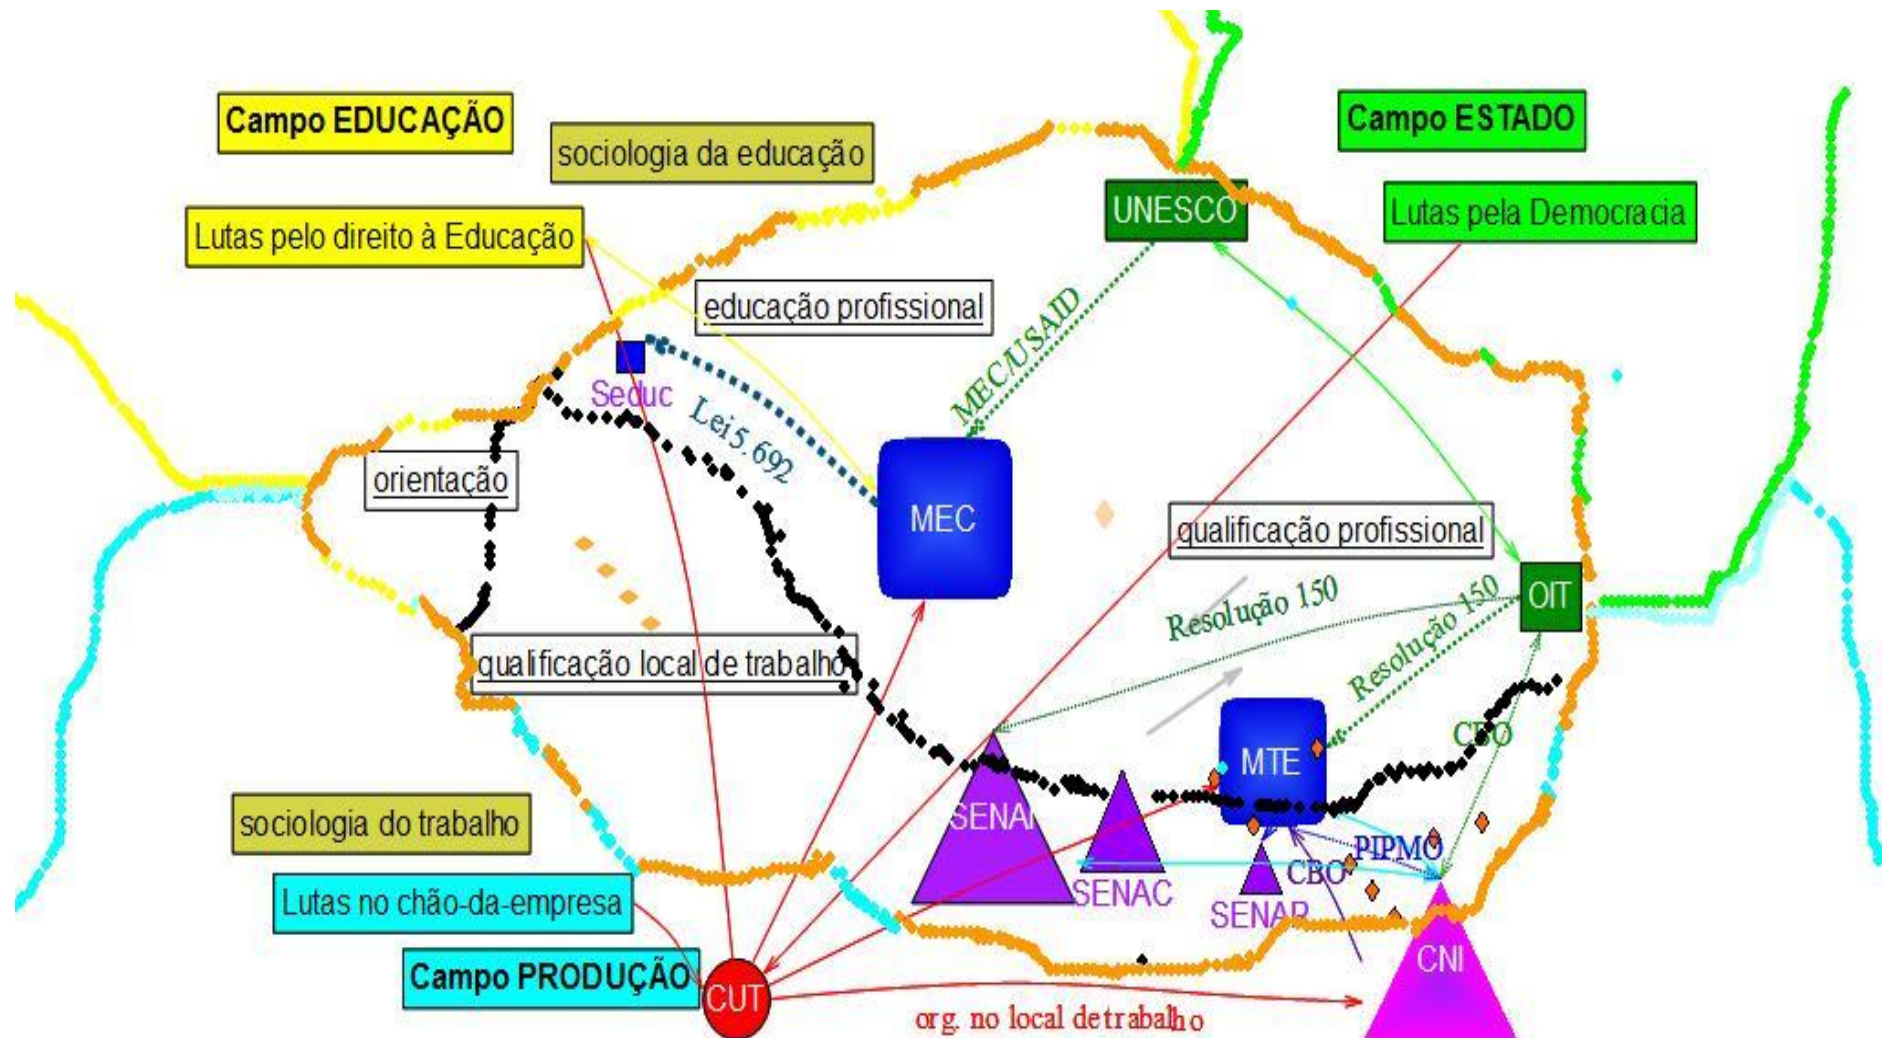 Campo EDUCAÇÃO
Campo ESTADO
sociologia da educação
UNESCO
Lutas pela Democracia
Lutas pelo direito à Educação
educação profissional
MEC/USAID
Seduc
Lei 5.692
orientação
MEC
qualificação profissional
OIT
Resolução 150
Resolução 150
qualificação local de trabalho
CBO
MTE
SENAI
sociologia do trabalho
PIPMO
CBO
SENAC
SENAR
Lutas no chão-da-empresa
Campo PRODUÇÃO
CNI
CUT
org. no local de trabalho